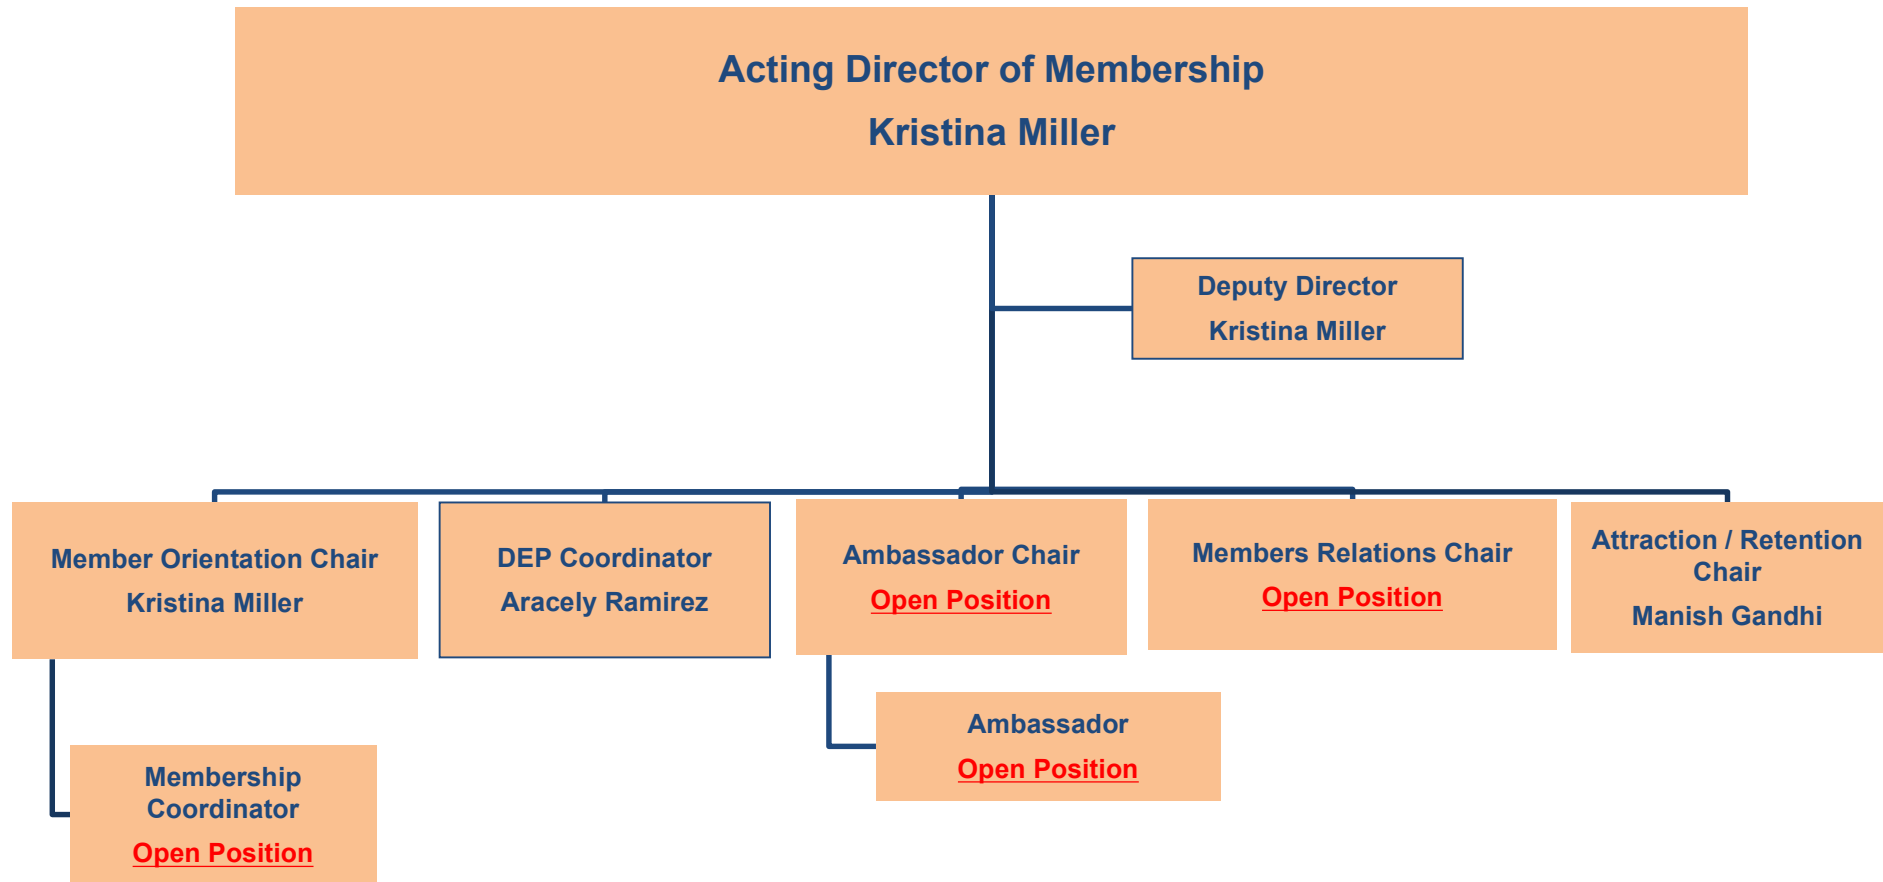 Acting Director of Membership
Kristina Miller
Deputy Director
Kristina Miller
Member Orientation Chair
Kristina Miller
DEP Coordinator
Aracely Ramirez
Ambassador Chair
Open Position
Members Relations Chair
Open Position
Attraction / Retention
Chair
Manish Gandhi
Ambassador
Open Position
Membership
Coordinator
Open Position